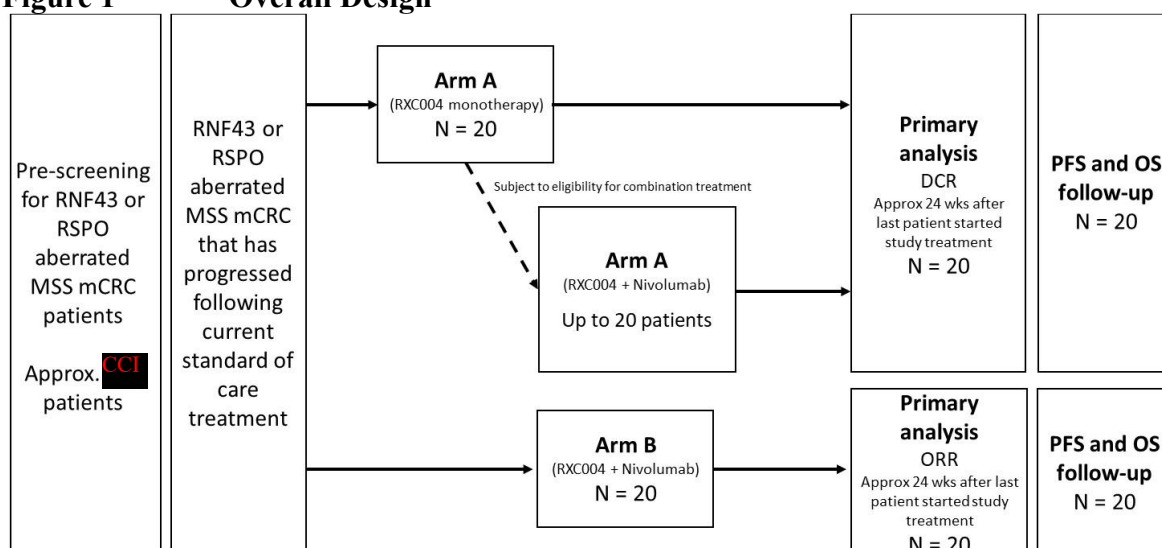 Figure 1 Overall Design
Pre-screening
for RNF43 or
RSPO
aberrated
MSS mCRC
patients
Approx. CCI
patients
RNF43 or
RSPO
aberrated
MSS mCRC
that has
progressed
following
current
standard of
care
treatment
Arm A
(RXC004 monotherapy)
N = 20
Subject to eligibility for combination treatment
Arm A
(RXC004 + Nivolumab)
Up to 20 patients
Primary
analysis
DCR
Approx 24 wks after
last patient started
study treatment
N = 20
PFS and OS
follow-up
N = 20
Arm B
(RXC004 + Nivolumab)
N = 20
Primary
analysis
ORR
Approx 24 wks after last
patient started study
treatment
N = 20
PFS and OS
follow-up
N = 20